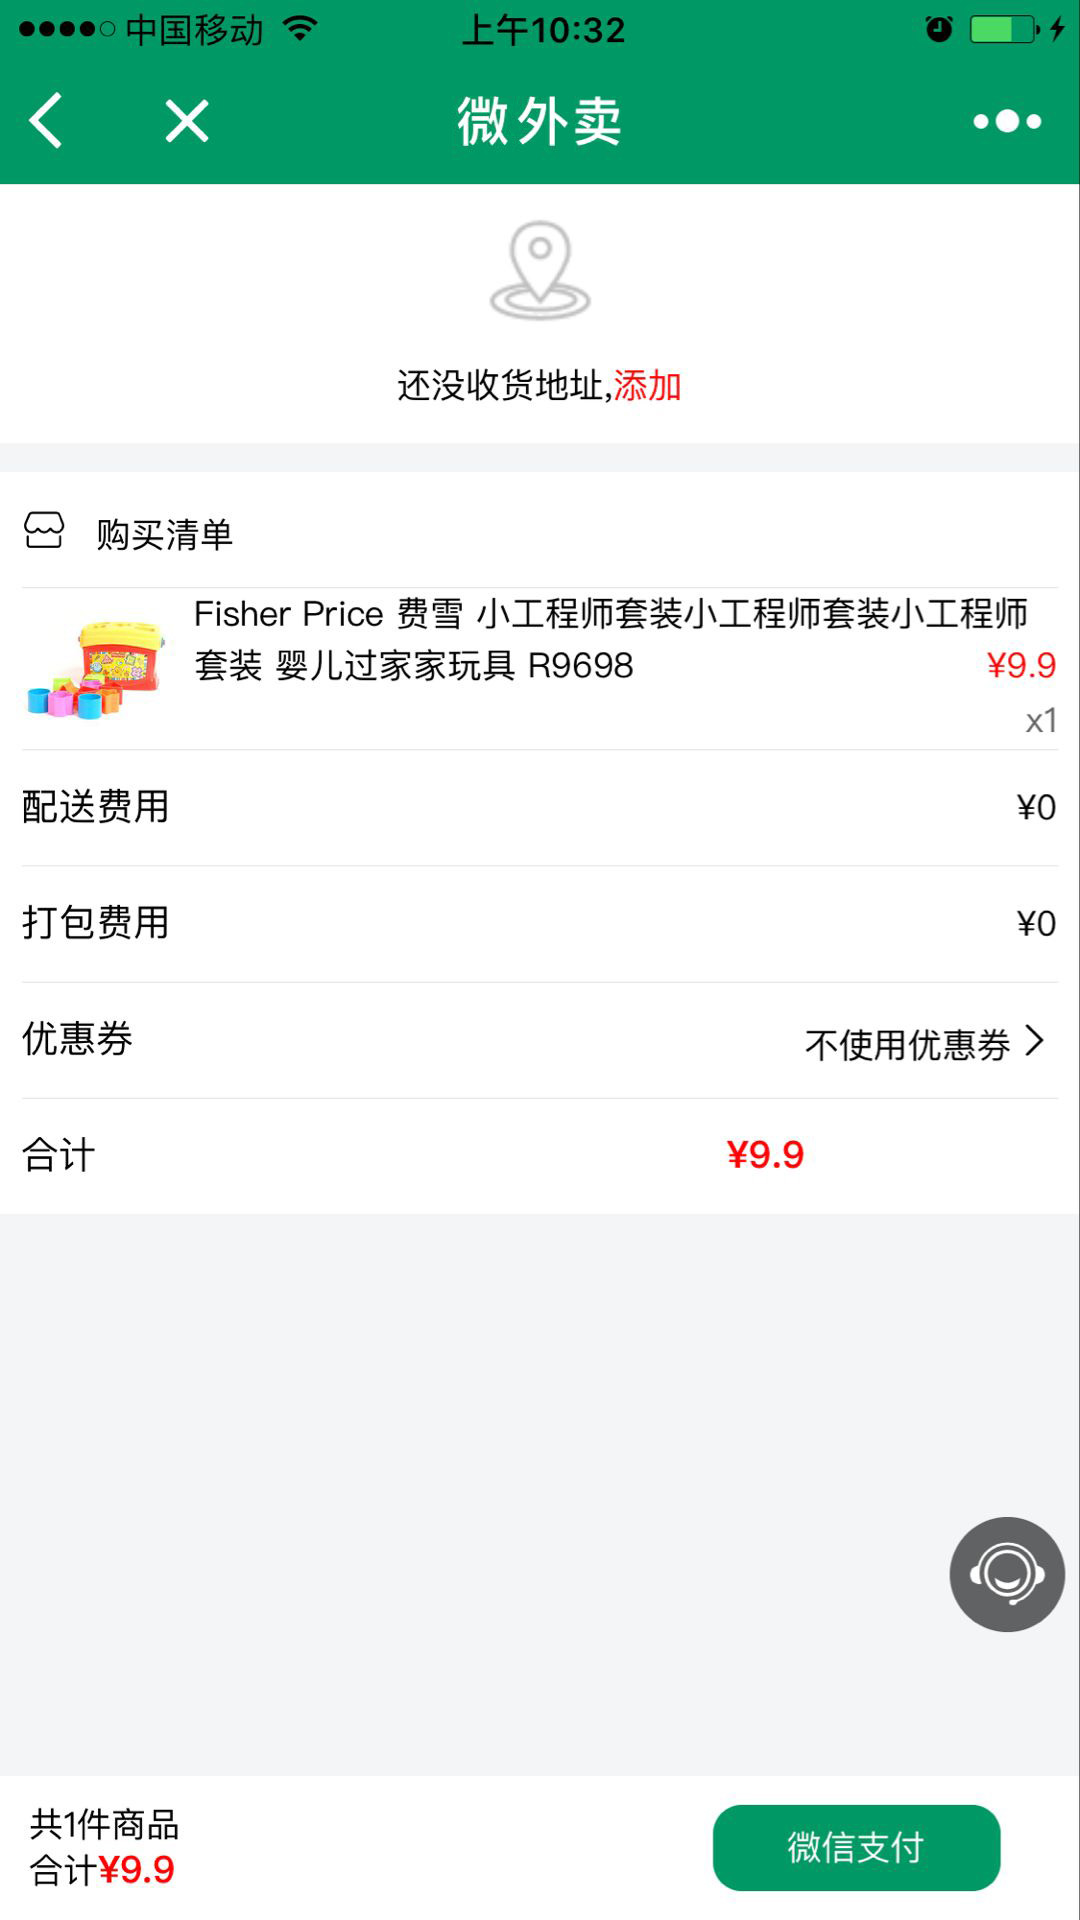 中国移动 上午10:32
微外卖
还没收货地址,添加
购买清单
Fisher Price 费雪 小工程师套装小工程师套装小工程师
套装 婴儿过家家玩具 R9698 ¥9.9
x1
配送费用 ¥0
打包费用 ¥0
优惠券 不使用优惠券
合计 ¥9.9
共1件商品
合计¥9.9
微信支付